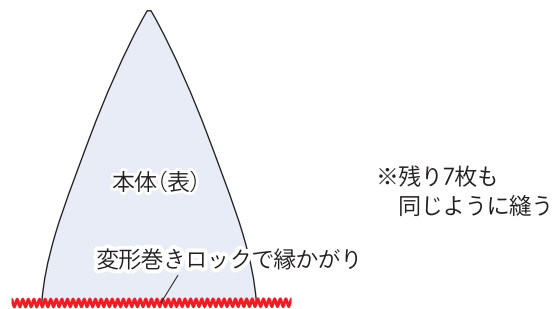 本体(表)
※残り7枚も
同じように縫う
変形巻きロックで縁かがり